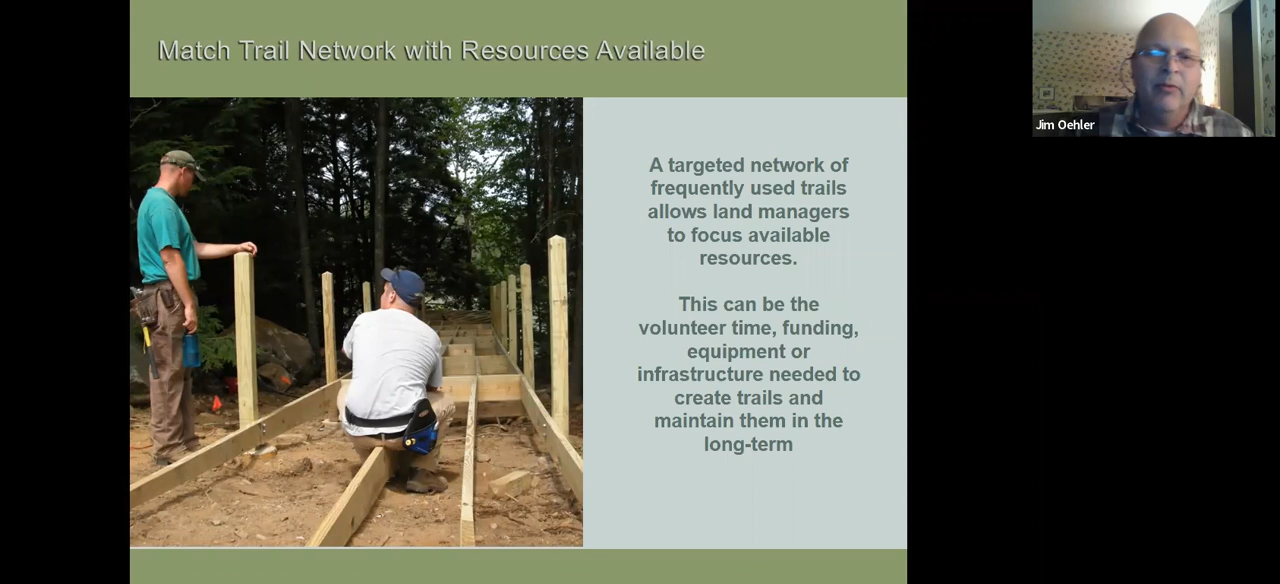 Match Trail Network with Resources Available
Jim Oehler
A targeted network of
frequently used trails
allows land managers
to focus available
resources.
This can be the
volunteer time, funding,
equipment or
infrastructure needed to
create trails and
maintain them in the
long-term